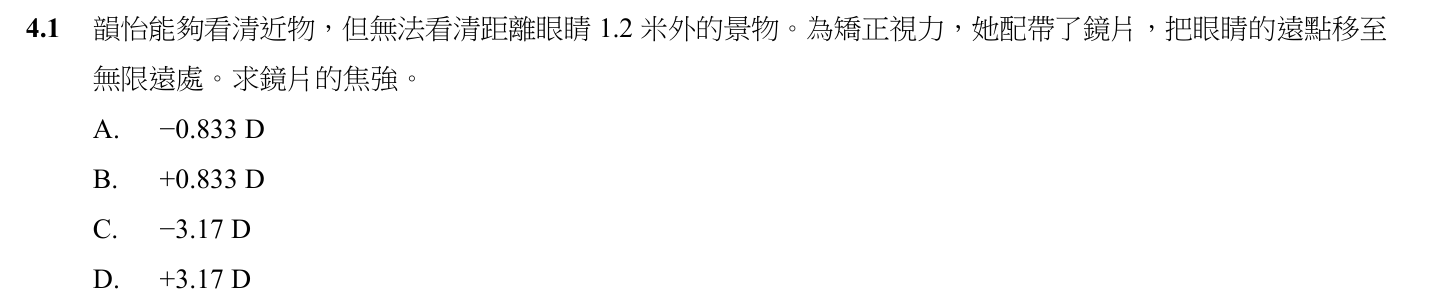 4.1 韻怡能夠看清近物，但無法看清距離眼睛 1.2 米外的景物。為矯正視力，她配帶了鏡片，把眼睛的遠點移至
無限遠處。求鏡片的焦強。
A. −0.833 D
B. +0.833 D
C. −3.17 D
D. +3.17 D